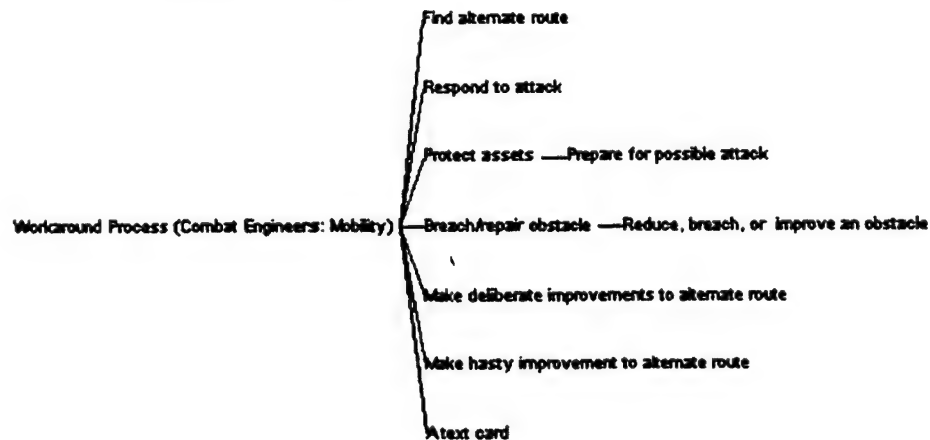 Find alternate route
Respond to attack
Protect assets
Prepare for possible attack
Workaround Process (Combat Engineers: Mobility)
Breach/repair obstacle
Reduce, breach, or improve an obstacle
Make deliberate improvements to alternate route
Make hasty improvement to alternate route
A text card